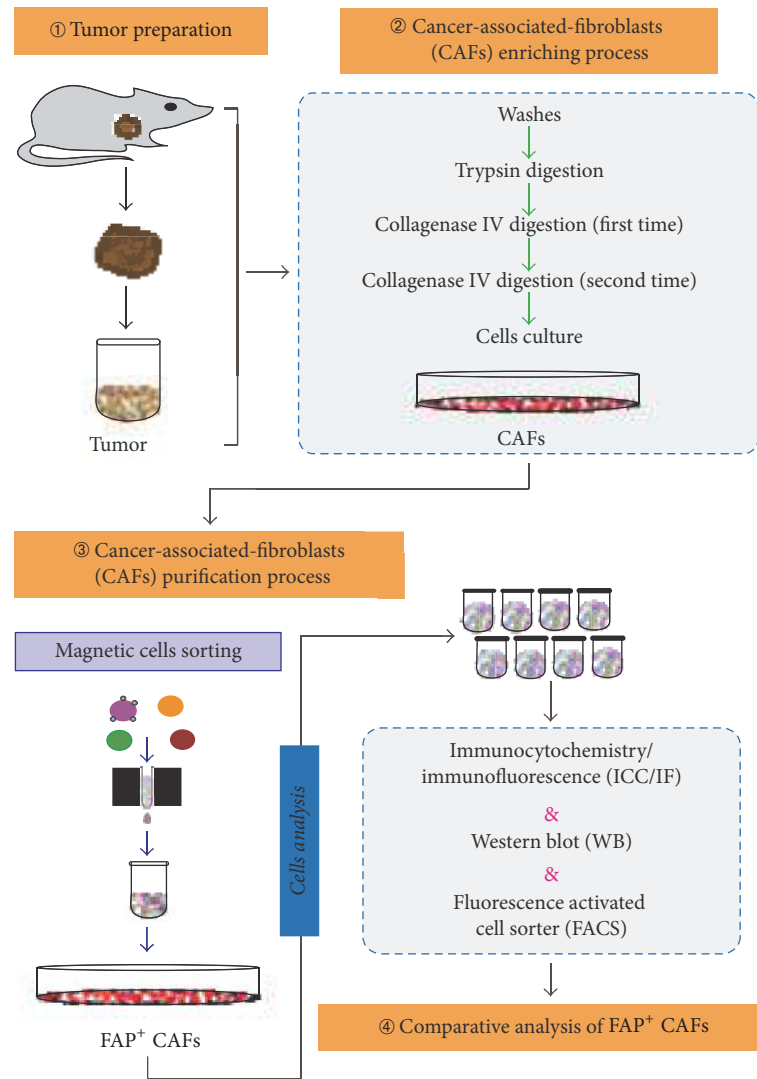 ① Tumor preparation
② Cancer-associated-fibroblasts
(CAFs) enriching process
Washes
Trypsin digestion
Collagenase IV digestion (first time)
Collagenase IV digestion (second time)
Cells culture
CAFs
Tumor
③ Cancer-associated-fibroblasts
(CAFs) purification process
Magnetic cells sorting
FAP⁺ CAFs
Cells analysis
Immunocytochemistry/
immunofluorescence (ICC/IF)
&
Western blot (WB)
&
Fluorescence activated
cell sorter (FACS)
④ Comparative analysis of FAP⁺ CAFs